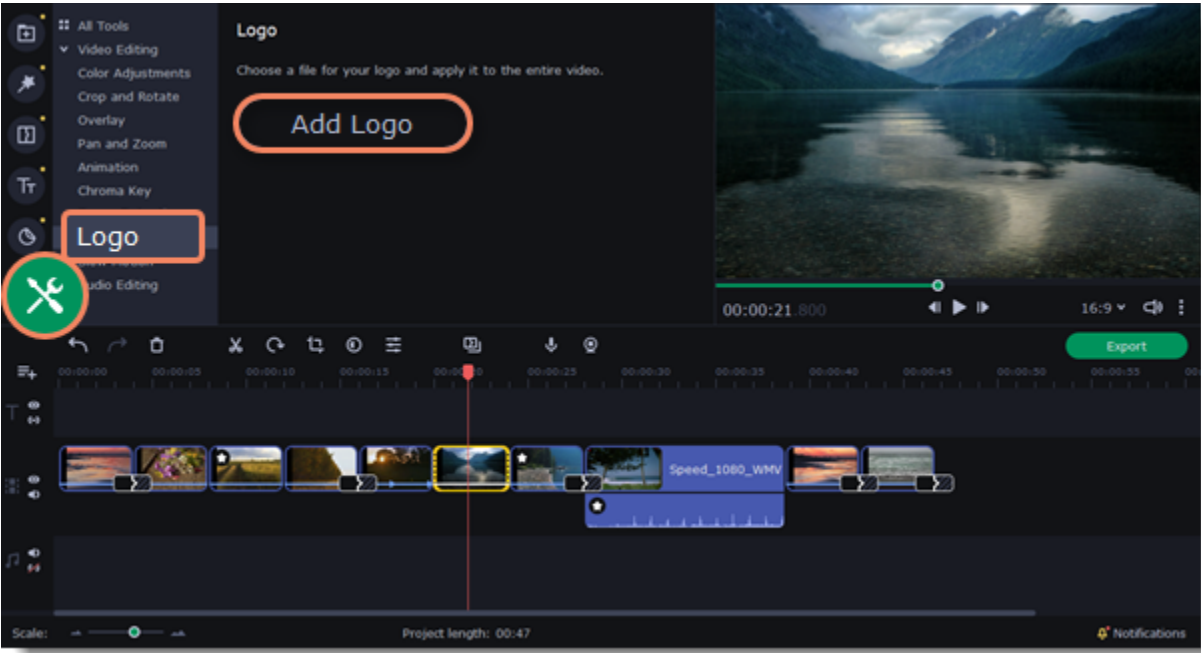 All Tools
Video Editing
Color Adjustments
Crop and Rotate
Overlay
Pan and Zoom
Animation
Chroma Key
Logo
udio Editing
Logo
Choose a file for your logo and apply it to the entire video.
Add Logo
00:00:21.800
16:9
Export
00:00:00 00:00:05 00:00:10 00:00:15 00:00:25 00:00:30 00:00:35 00:00:40 00:00:45 00:00:50 00:00:55
Speed_1080_WMV
Scale:
Project length: 00:47
Notifications